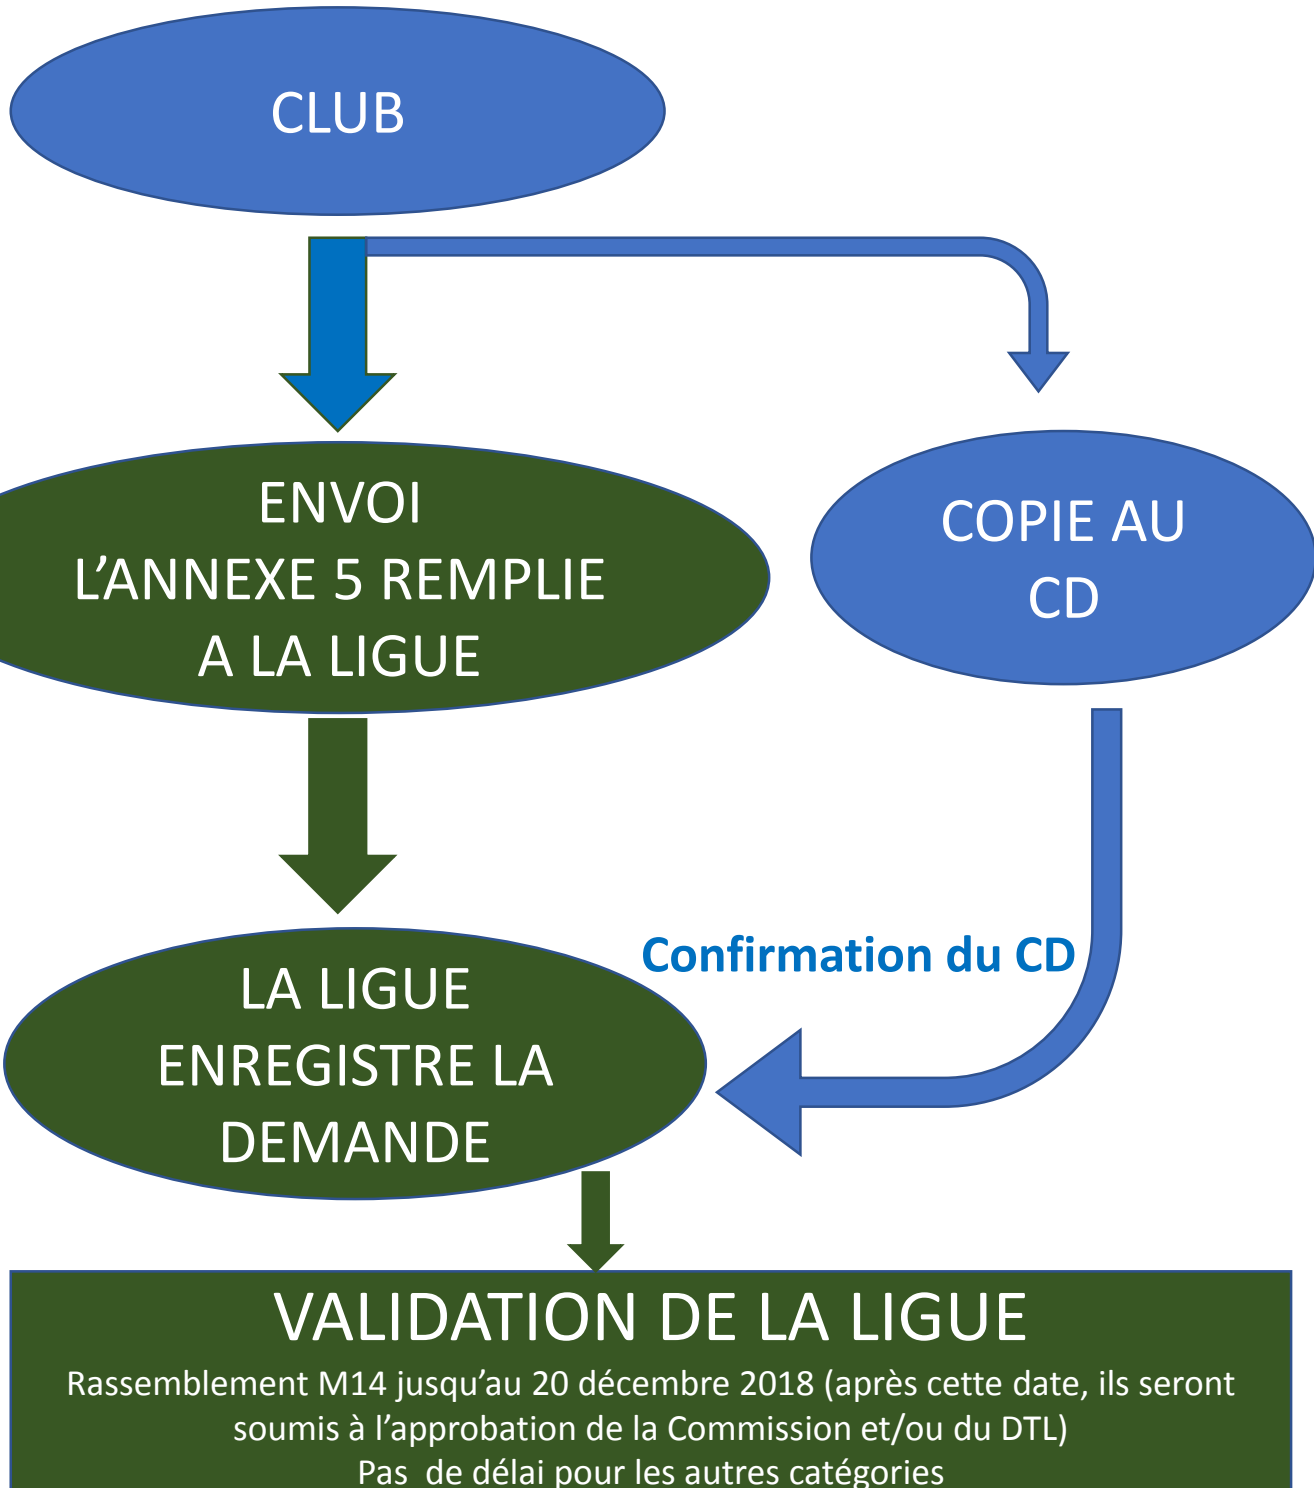 CLUB
ENVOI
L'ANNEXE 5 REMPLIE
A LA LIGUE
COPIE AU
CD
Confirmation du CD
LA LIGUE
ENREGISTRE LA
DEMANDE
VALIDATION DE LA LIGUE
Rassemblement M14 jusqu'au 20 décembre 2018 (après cette date, ils seront
soumis à l'approbation de la Commission et/ou du DTL)
Pas  de délai pour les autres catégories